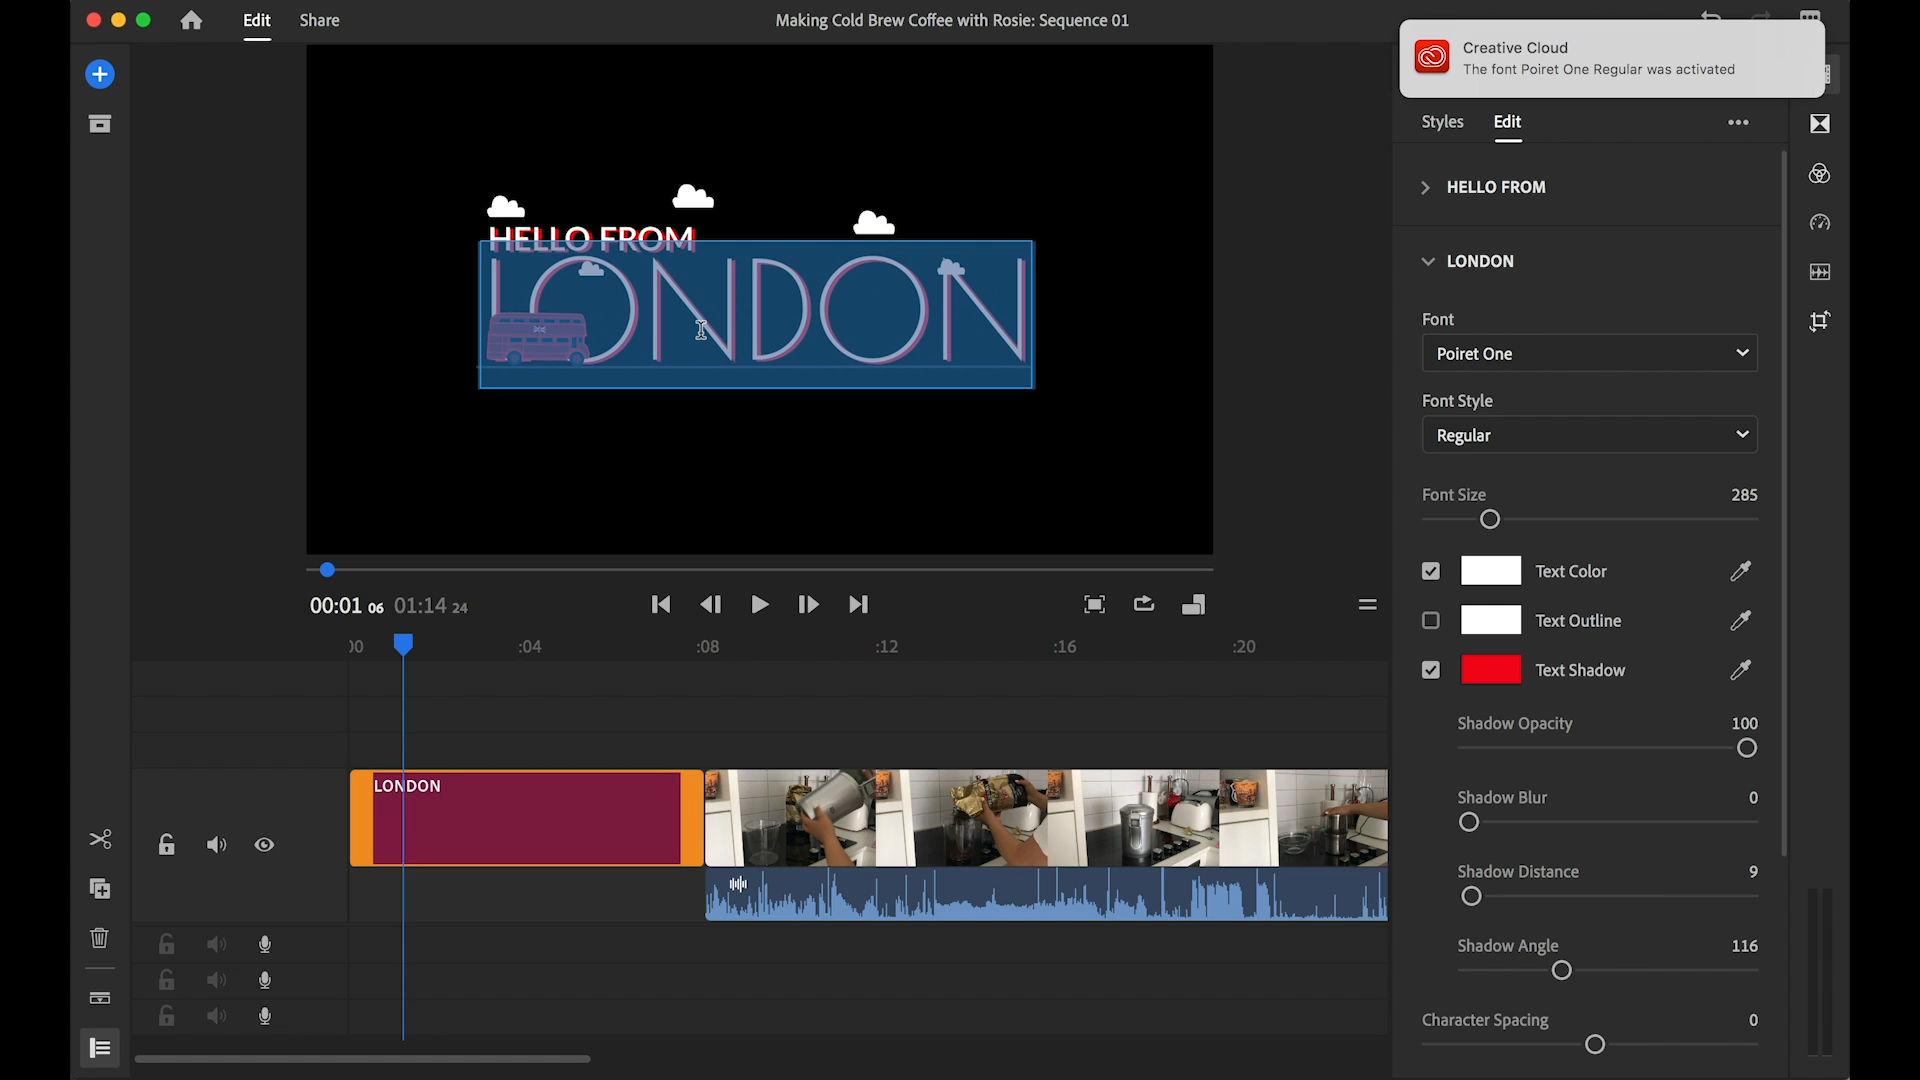 Edit
Share
Making Cold Brew Coffee with Rosie: Sequence 01
Creative Cloud
The font Poiret One Regular was activated
Styles
Edit
HELLO FROM
LONDON
HELLO FROM
LONDON
Font
Poiret One
Font Style
Regular
Font Size 285
Text Color
Text Outline
Text Shadow
Shadow Opacity 100
Shadow Blur 0
Shadow Distance 9
Shadow Angle 116
Character Spacing 0
00:01 06 01:14 24
:04 :08 :12 :16 :20
LONDON